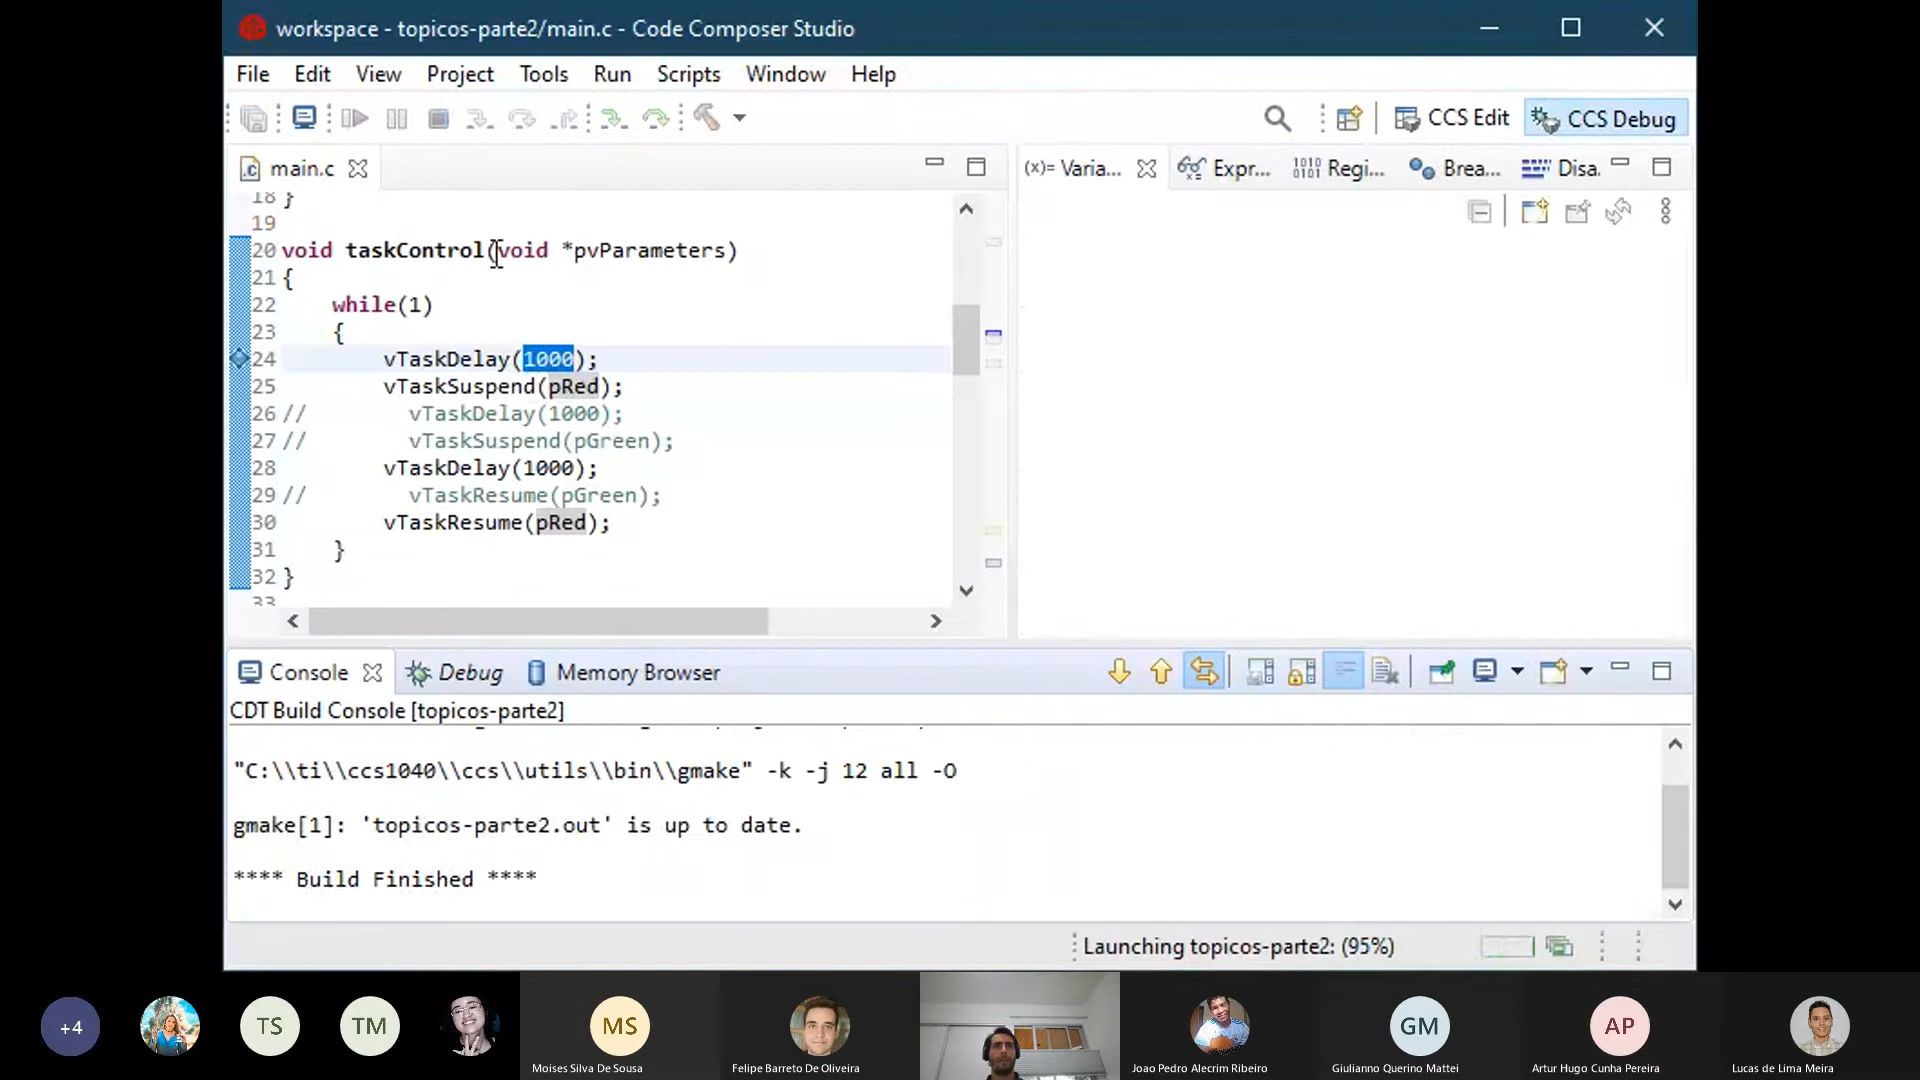 workspace - topicos-parte2/main.c - Code Composer Studio
File Edit View Project Tools Run Scripts Window Help
CCS Edit CCS Debug
main.c
(x)= Varia... Expr... Regi... Brea... Disa.
18 }
19
20 void taskControl(void *pvParameters)
21 {
22 while(1)
23 {
24 vTaskDelay(1000);
25 vTaskSuspend(pRed);
26 // vTaskDelay(1000);
27 // vTaskSuspend(pGreen);
28 vTaskDelay(1000);
29 // vTaskResume(pGreen);
30 vTaskResume(pRed);
31 }
32 }
33
Console Debug Memory Browser
CDT Build Console [topicos-parte2]
"C:\\ti\\ccs1040\\ccs\\utils\\bin\\gmake" -k -j 12 all -O
gmake[1]: 'topicos-parte2.out' is up to date.
**** Build Finished ****
Launching topicos-parte2: (95%)
+4 TS TM MS GM AP
Moises Silva De Sousa Felipe Barreto De Oliveira Joao Pedro Alecrim Ribeiro Giulianno Querino Mattei Artur Hugo Cunha Pereira Lucas de Lima Meira